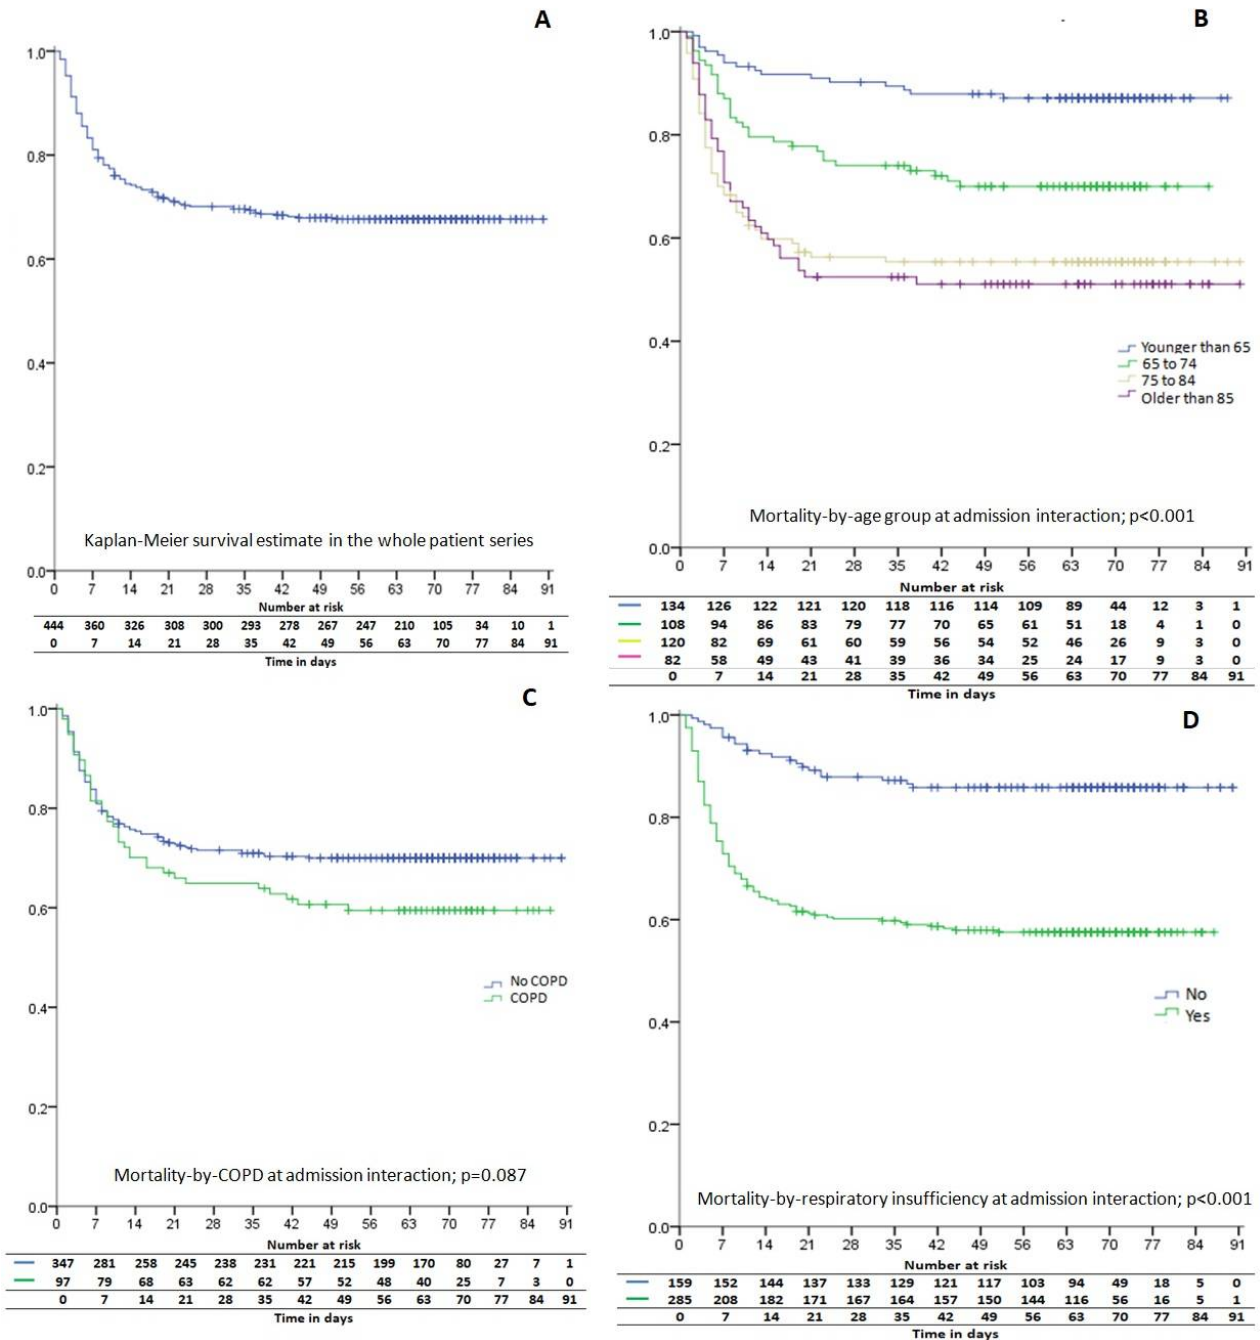 A
1.0
0.8
0.6
0.4
0.2
0.0
Kaplan-Meier survival estimate in the whole patient series
0 7 14 21 28 35 42 49 56 63 70 77 84 91
Number at risk
444 360 326 308 300 293 278 267 247 210 105 34 10 1
0 7 14 21 28 35 42 49 56 63 70 77 84 91
Time in days
B
1.0
0.8
0.6
0.4
0.2
0.0
Younger than 65
65 to 74
75 to 84
Older than 85
Mortality-by-age group at admission interaction; p<0.001
0 7 14 21 28 35 42 49 56 63 70 77 84 91
Number at risk
134 126 122 121 120 118 116 114 109 89 44 12 3 1
108 94 86 83 79 77 70 65 61 51 18 4 1 0
120 82 69 61 60 59 56 54 52 46 26 9 3 0
82 58 49 43 41 39 36 34 25 24 17 9 3 0
0 7 14 21 28 35 42 49 56 63 70 77 84 91
Time in days
C
1.0
0.8
0.6
0.4
0.2
0.0
No COPD
COPD
Mortality-by-COPD at admission interaction; p=0.087
0 7 14 21 28 35 42 49 56 63 70 77 84 91
Number at risk
347 281 258 245 238 231 221 215 199 170 80 27 7 1
97 79 68 63 62 62 57 52 48 40 25 7 3 0
0 7 14 21 28 35 42 49 56 63 70 77 84 91
Time in days
D
1.0
0.8
0.6
0.4
0.2
0.0
No
Yes
Mortality-by-respiratory insufficiency at admission interaction; p<0.001
0 7 14 21 28 35 42 49 56 63 70 77 84 91
Number at risk
159 152 144 137 133 129 121 117 103 94 49 18 5 0
285 208 182 171 167 164 157 150 144 116 56 16 5 1
0 7 14 21 28 35 42 49 56 63 70 77 84 91
Time in days